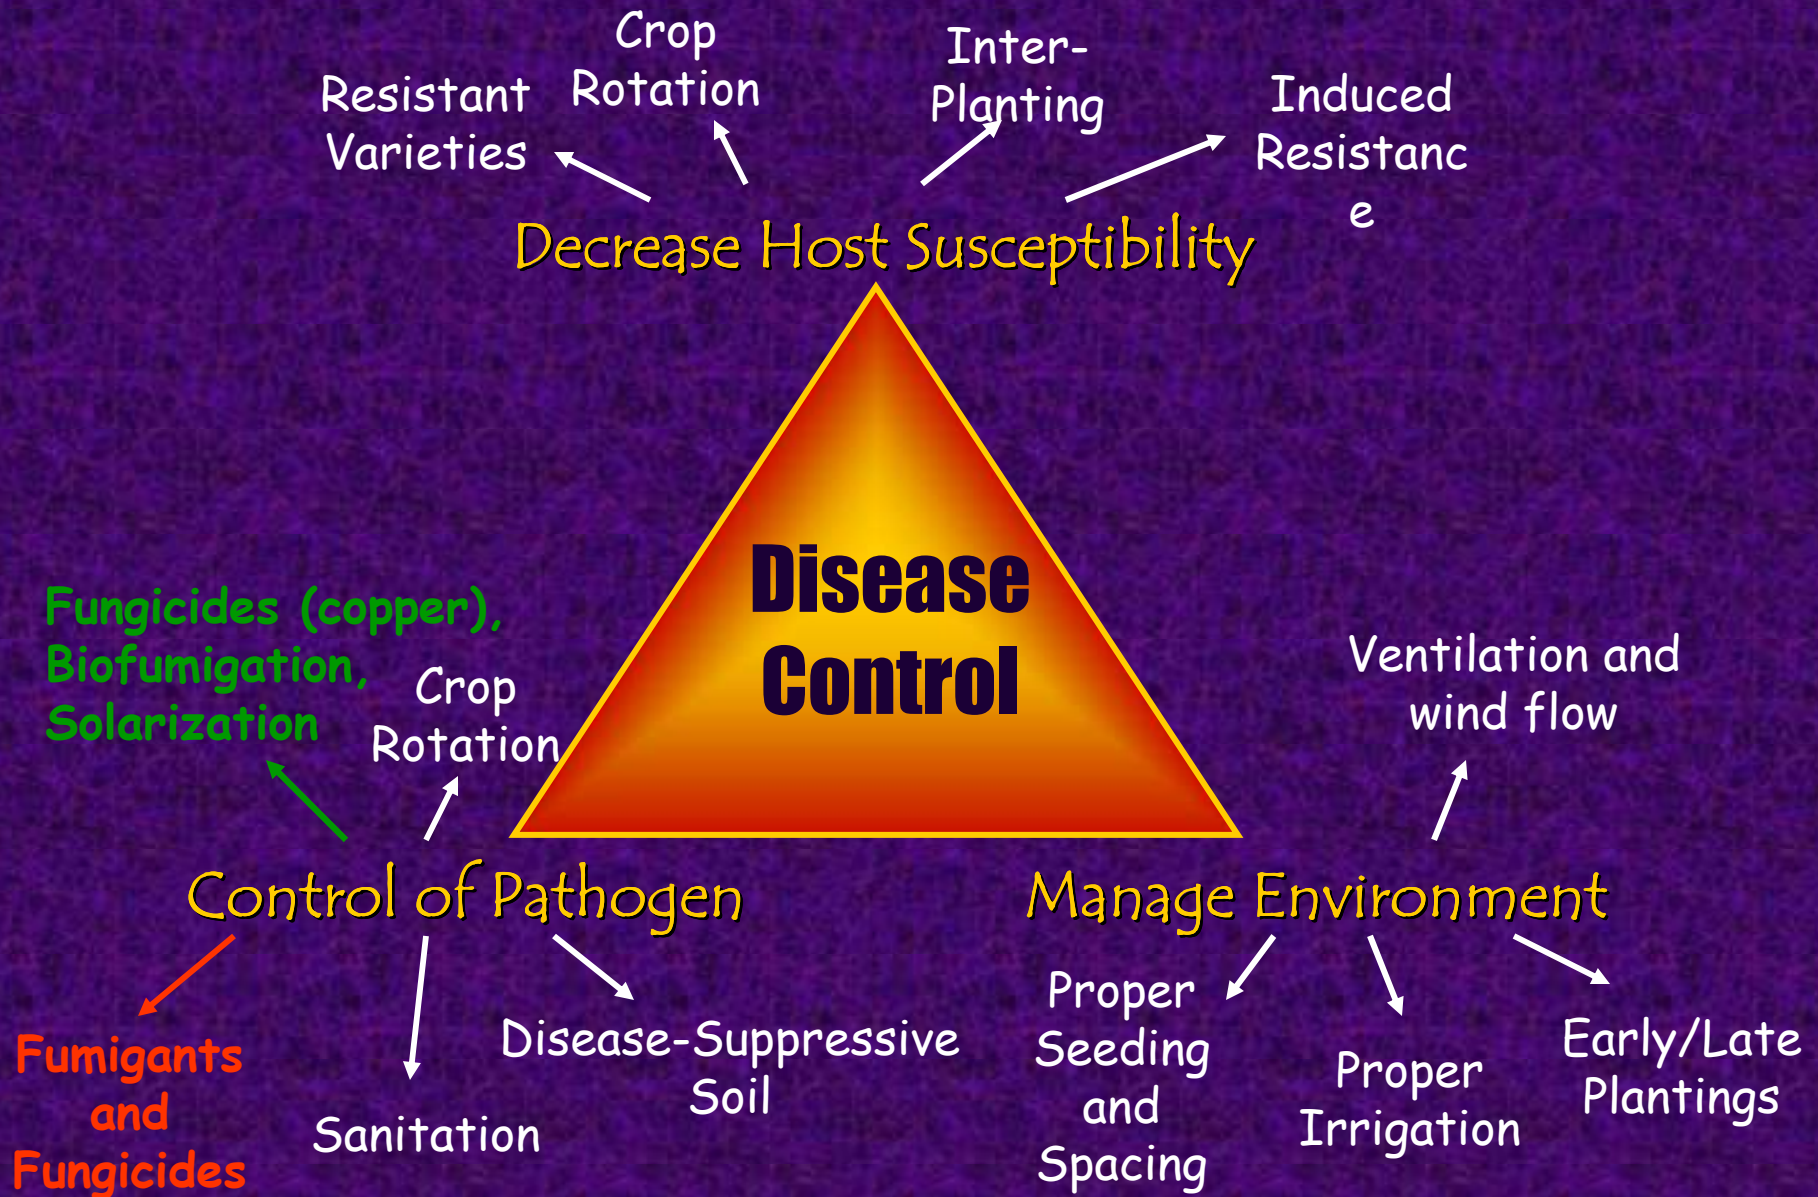 Crop
Rotation
Inter-
Planting
Resistant
Varieties
Induced
Resistanc
e
Decrease Host Susceptibility
Disease
Control
Fungicides (copper),
Biofumigation,
Solarization
Crop
Rotation
Ventilation and
wind flow
Control of Pathogen
Manage Environment
Fumigants
and
Fungicides
Sanitation
Disease-Suppressive
Soil
Proper
Seeding
and
Spacing
Proper
Irrigation
Early/Late
Plantings